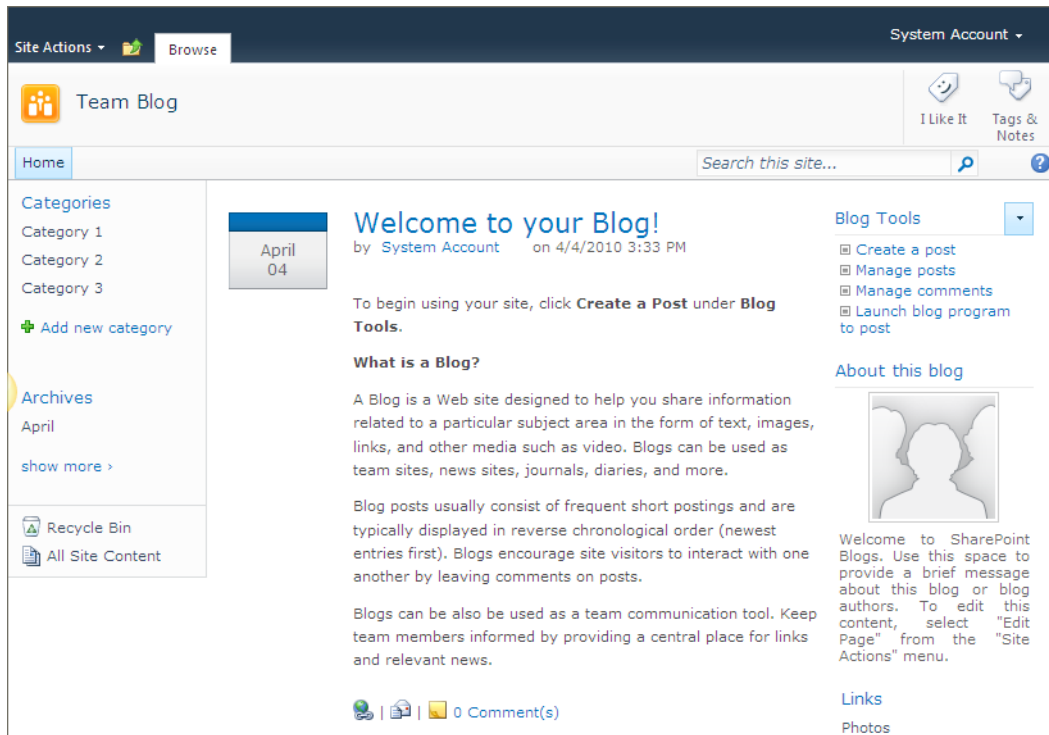 Site Actions
Browse
System Account
Team Blog
I Like It
Tags &
Notes
Home
Search this site...
Categories
Category 1
Category 2
Category 3
Add new category
Archives
April
show more ›
Recycle Bin
All Site Content
April
04
Welcome to your Blog!
by System Account on 4/4/2010 3:33 PM
To begin using your site, click Create a Post under Blog
Tools.
What is a Blog?
A Blog is a Web site designed to help you share information
related to a particular subject area in the form of text, images,
links, and other media such as video. Blogs can be used as
team sites, news sites, journals, diaries, and more.
Blog posts usually consist of frequent short postings and are
typically displayed in reverse chronological order (newest
entries first). Blogs encourage site visitors to interact with one
another by leaving comments on posts.
Blogs can be also be used as a team communication tool. Keep
team members informed by providing a central place for links
and relevant news.
| | 0 Comment(s)
Blog Tools
Create a post
Manage posts
Manage comments
Launch blog program
to post
About this blog
Welcome to SharePoint
Blogs. Use this space to
provide a brief message
about this blog or blog
authors. To edit this
content, select "Edit
Page" from the "Site
Actions" menu.
Links
Photos